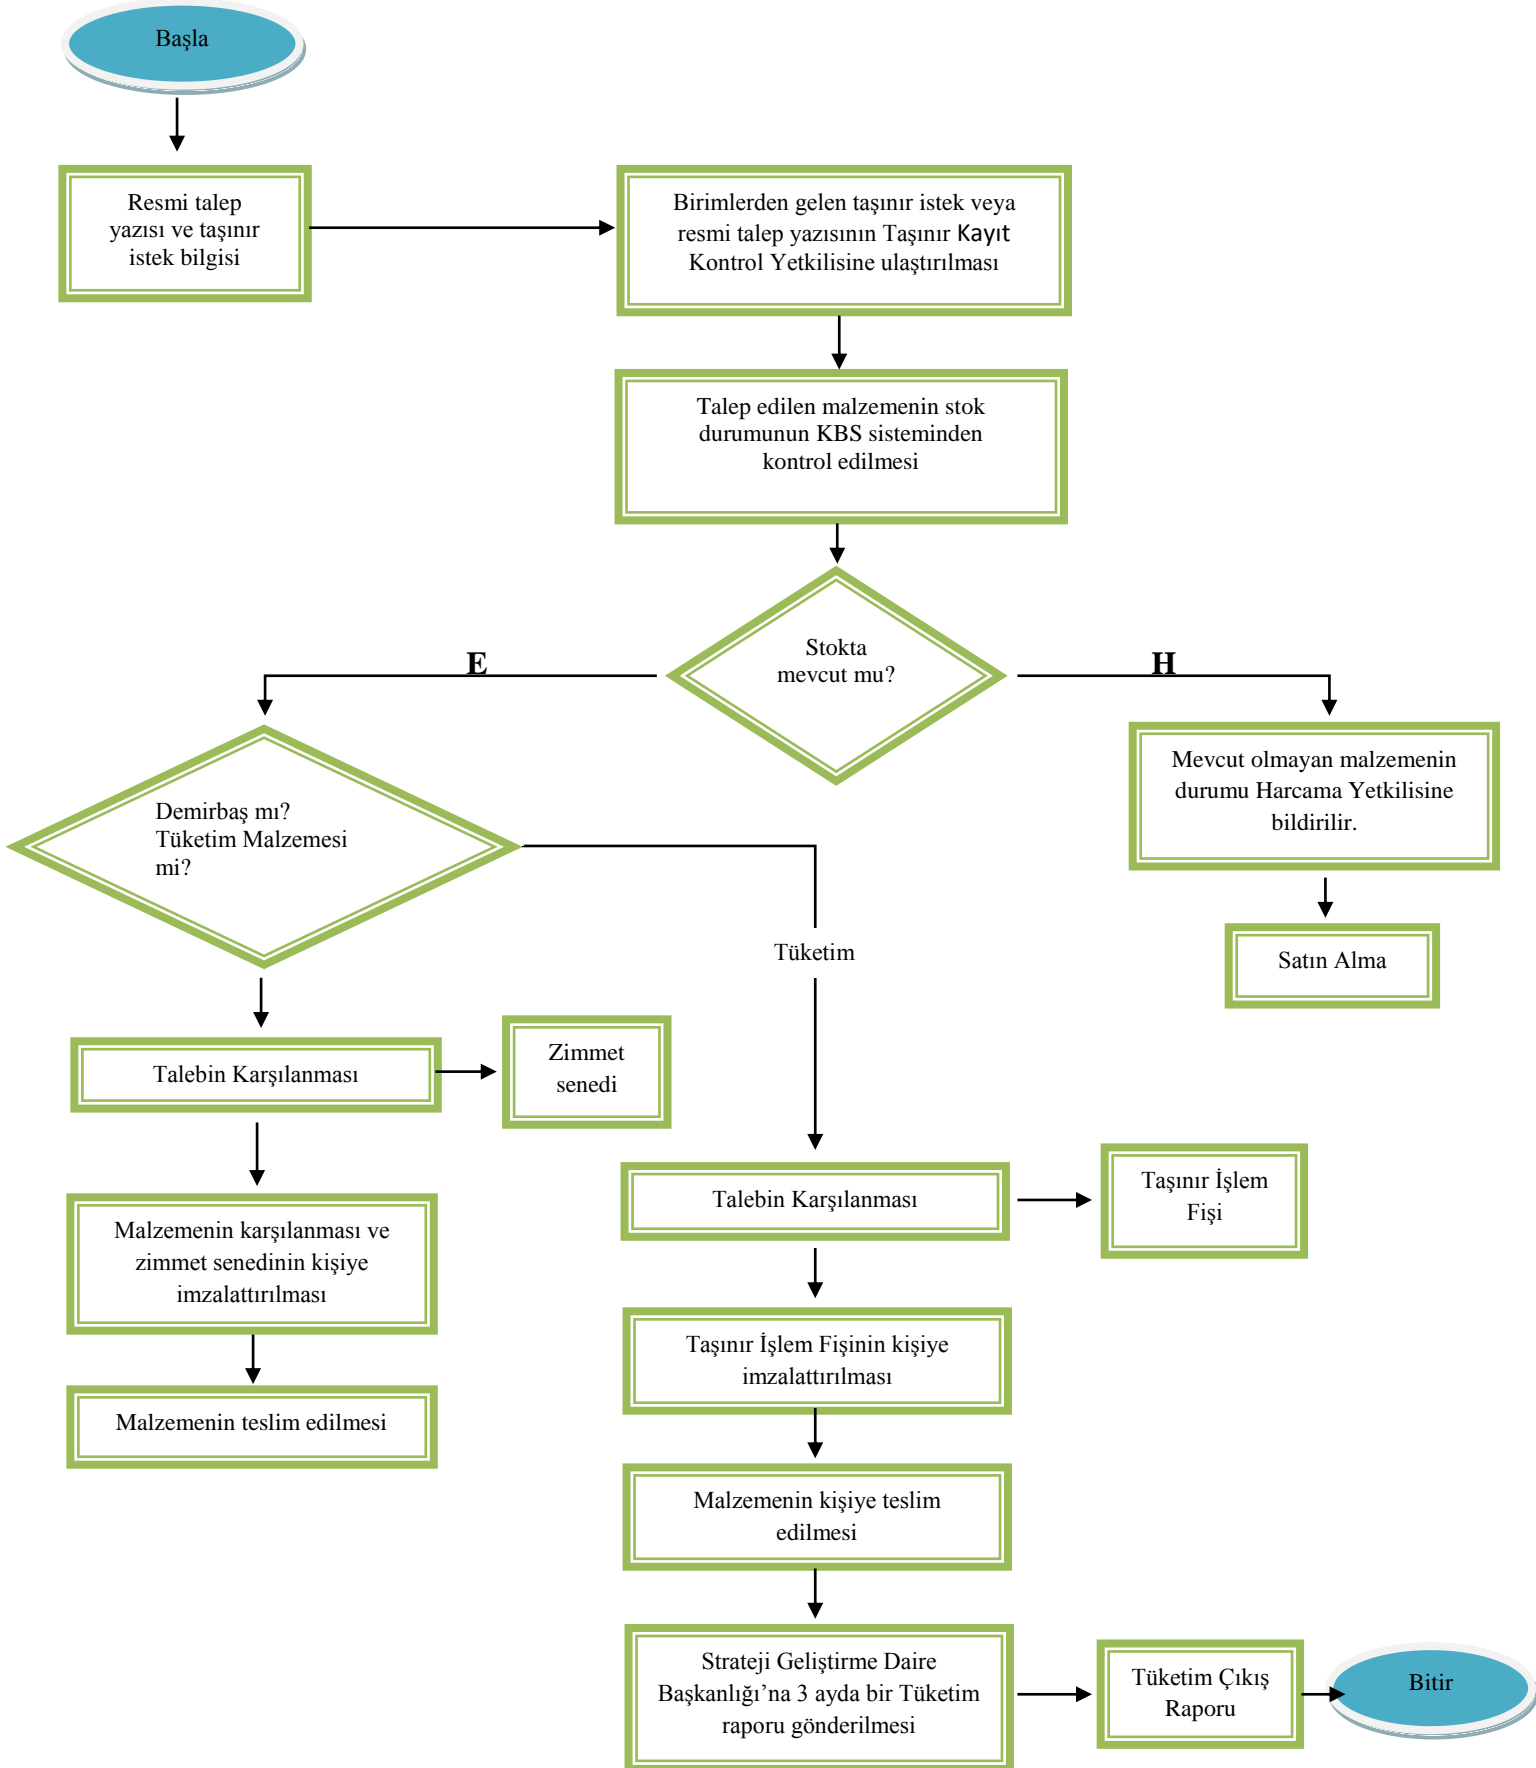 Başla
Resmi talep
yazısı ve taşınır
istek bilgisi
Birimlerden gelen taşınır istek veya
resmi talep yazısının Taşınır Kayıt
Kontrol Yetkilisine ulaştırılması
Talep edilen malzemenin stok
durumunun KBS sisteminden
kontrol edilmesi
Stokta
mevcut mu?
E
H
Mevcut olmayan malzemenin
durumu Harcama Yetkilisine
bildirilir.
Satın Alma
Demirbaş mı?
Tüketim Malzemesi
mi?
Tüketim
Talebin Karşılanması
Zimmet
senedi
Malzemenin karşılanması ve
zimmet senedinin kişiye
imzalattırılması
Malzemenin teslim edilmesi
Talebin Karşılanması
Taşınır İşlem
Fişi
Taşınır İşlem Fişinin kişiye
imzalattırılması
Malzemenin kişiye teslim
edilmesi
Strateji Geliştirme Daire
Başkanlığı’na 3 ayda bir Tüketim
raporu gönderilmesi
Tüketim Çıkış
Raporu
Bitir